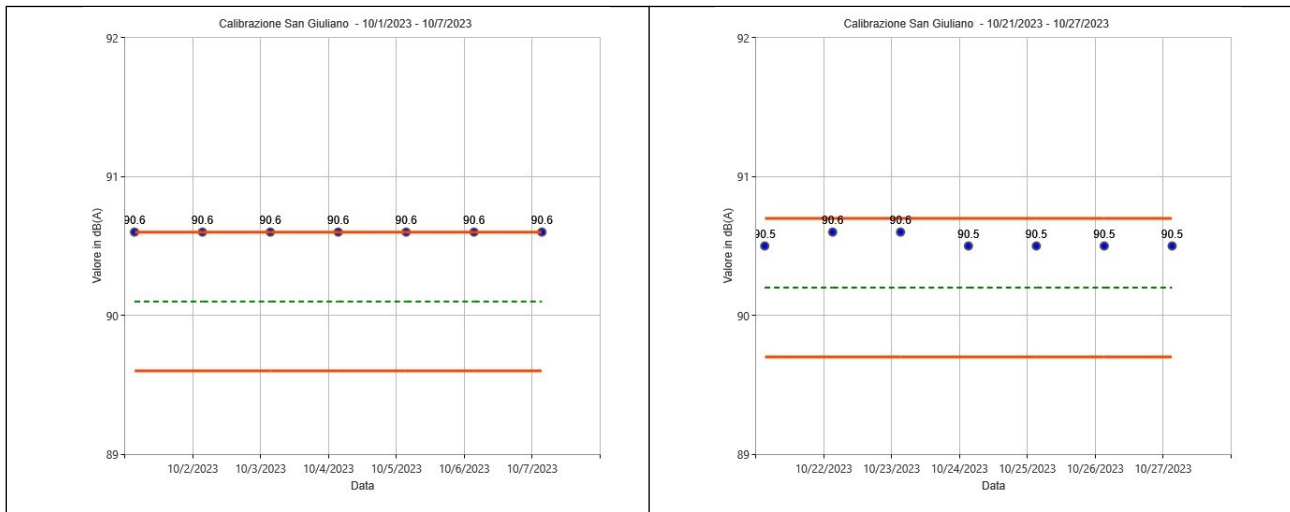 Calibrazione San Giuliano - 10/1/2023 - 10/7/2023
92
91
90
89
Valore in dB(A)
90.6 90.6 90.6 90.6 90.6 90.6 90.6
10/2/2023 10/3/2023 10/4/2023 10/5/2023 10/6/2023 10/7/2023
Data
Calibrazione San Giuliano - 10/21/2023 - 10/27/2023
92
91
90
89
Valore in dB(A)
90.5 90.6 90.6 90.5 90.5 90.5 90.5
10/22/2023 10/23/2023 10/24/2023 10/25/2023 10/26/2023 10/27/2023
Data